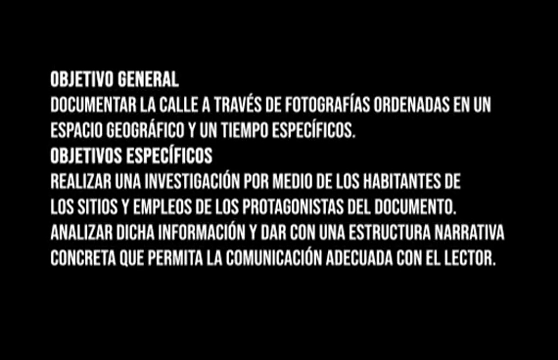 OBJETIVO GENERAL
DOCUMENTAR LA CALLE A TRAVÉS DE FOTOGRAFÍAS ORDENADAS EN UN
ESPACIO GEOGRÁFICO Y UN TIEMPO ESPECÍFICOS.
OBJETIVOS ESPECÍFICOS
REALIZAR UNA INVESTIGACIÓN POR MEDIO DE LOS HABITANTES DE
LOS SITIOS Y EMPLEOS DE LOS PROTAGONISTAS DEL DOCUMENTO.
ANALIZAR DICHA INFORMACIÓN Y DAR CON UNA ESTRUCTURA NARRATIVA
CONCRETA QUE PERMITA LA COMUNICACIÓN ADECUADA CON EL LECTOR.